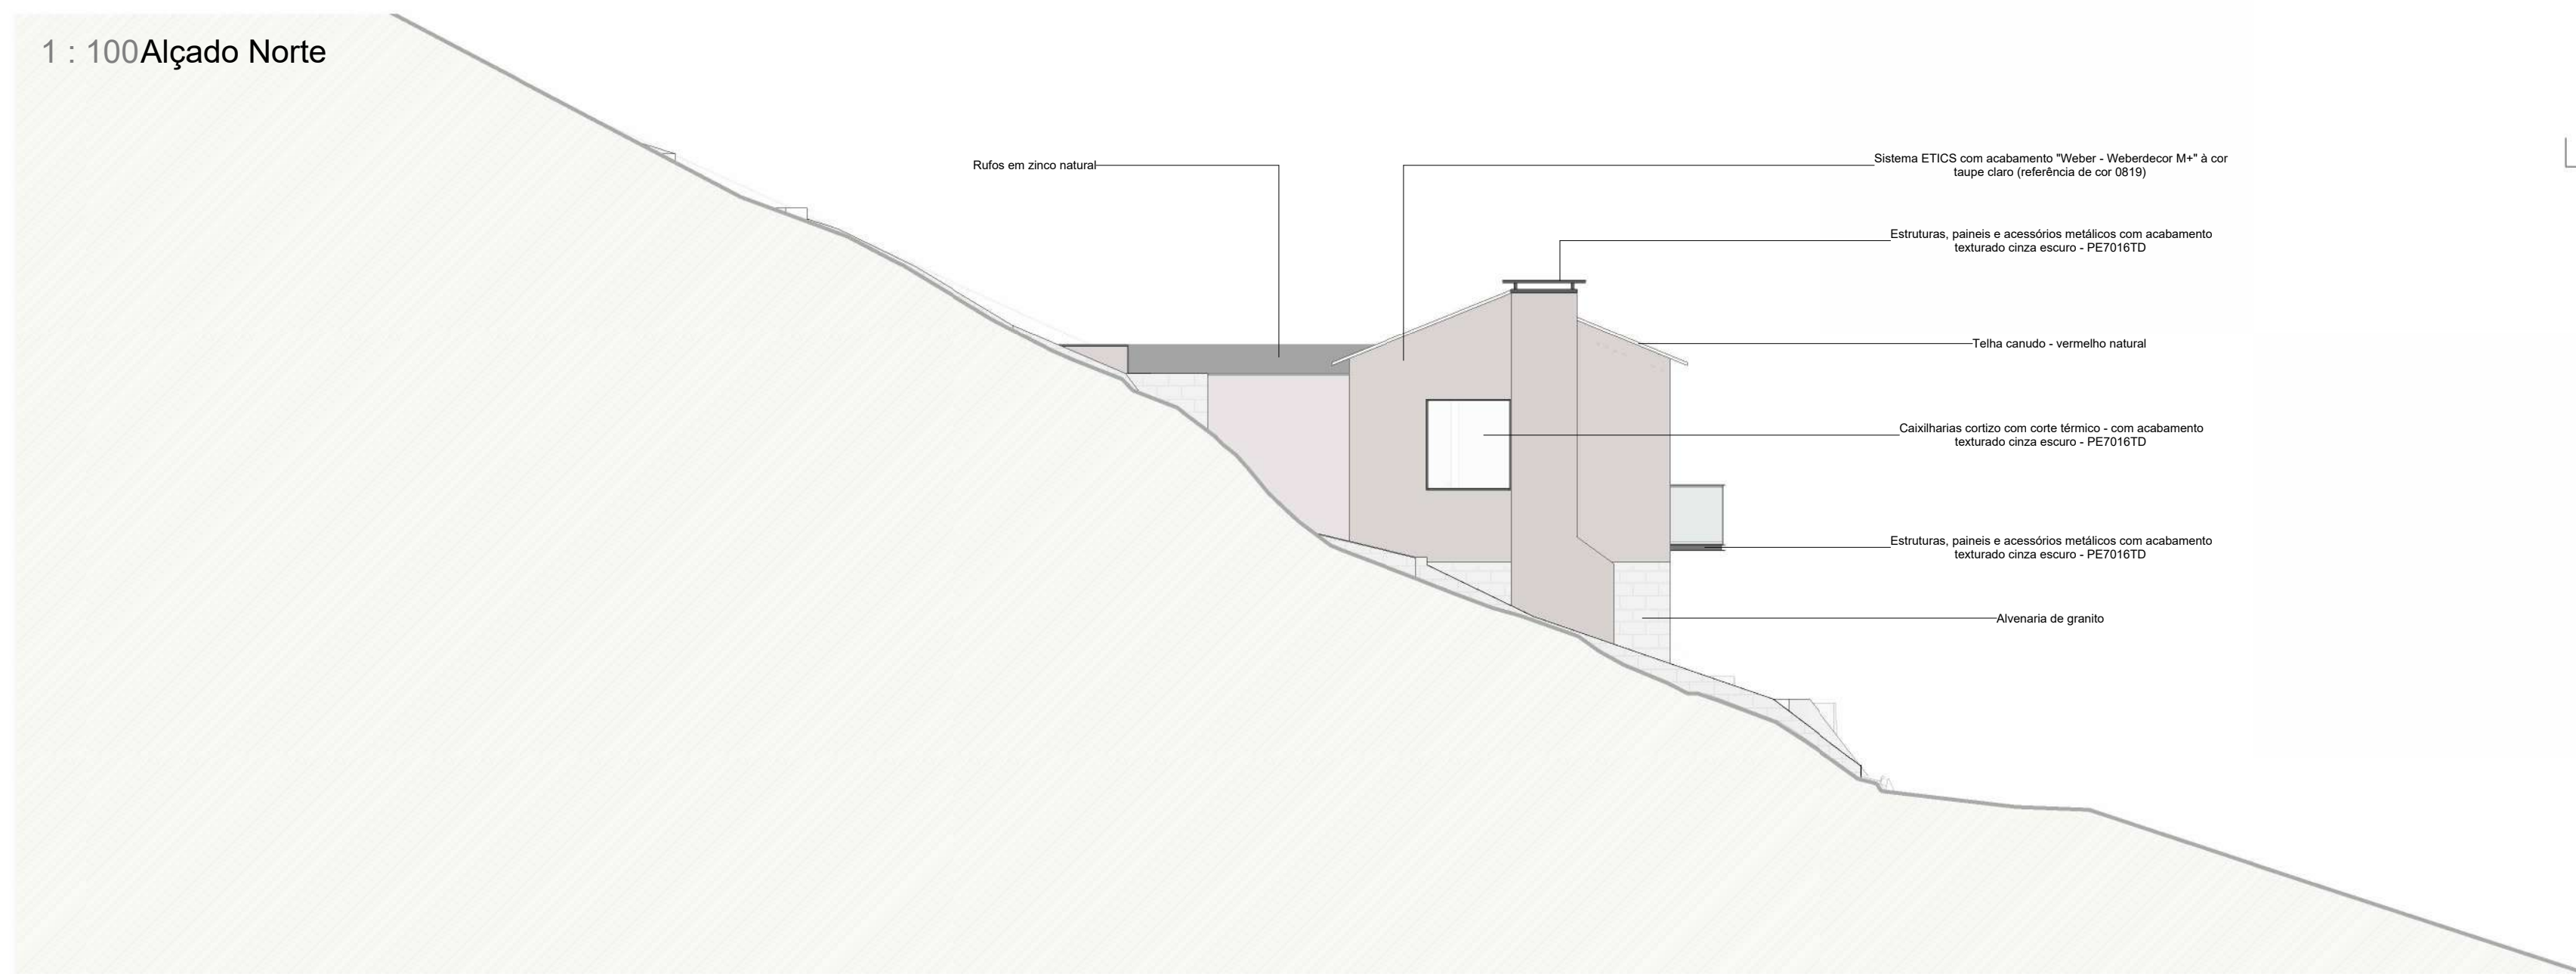 1 : 100 Alçado Norte
Rufos em zinco natural
Sistema ETICS com acabamento "Weber - Weberdecor M+" à cor
taupe claro (referência de cor 0819)
Estruturas, paineis e acessórios metálicos com acabamento
texturado cinza escuro - PE7016TD
Telha canudo - vermelho natural
Caixilharias cortizo com corte térmico - com acabamento
texturado cinza escuro - PE7016TD
Estruturas, paineis e acessórios metálicos com acabamento
texturado cinza escuro - PE7016TD
Alvenaria de granito